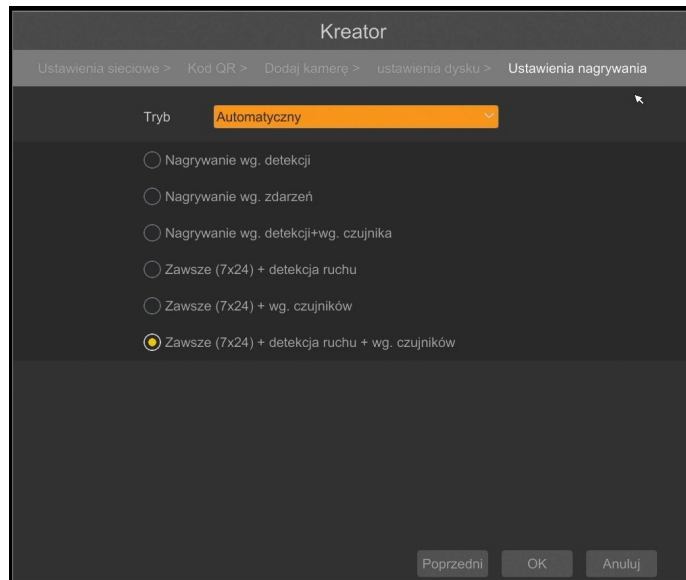 Kreator
Ustawienia sieciowe > Kod QR > Dodaj kamerę > ustawienia dysku > Ustawienia nagrywania
Tryb Automatyczny
Nagrywanie wg. detekcji
Nagrywanie wg. zdarzeń
Nagrywanie wg. detekcji+wg. czujnika
Zawsze (7x24) + detekcja ruchu
Zawsze (7x24) + wg. czujników
Zawsze (7x24) + detekcja ruchu + wg. czujników
Poprzedni OK Anuluj